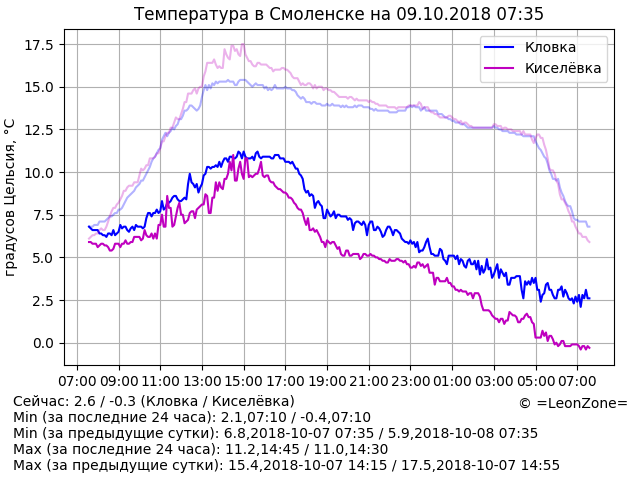 Температура в Смоленске на 09.10.2018 07:35
градусов Цельсия, °C
17.5
15.0
12.5
10.0
7.5
5.0
2.5
0.0
Кловка
Киселёвка
07:00 09:00 11:00 13:00 15:00 17:00 19:00 21:00 23:00 01:00 03:00 05:00 07:00
Сейчас: 2.6 / -0.3 (Кловка / Киселёвка)
© =LeonZone=
Min (за последние 24 часа): 2.1,07:10 / -0.4,07:10
Min (за предыдущие сутки): 6.8,2018-10-07 07:35 / 5.9,2018-10-08 07:35
Max (за последние 24 часа): 11.2,14:45 / 11.0,14:30
Max (за предыдущие сутки): 15.4,2018-10-07 14:15 / 17.5,2018-10-07 14:55